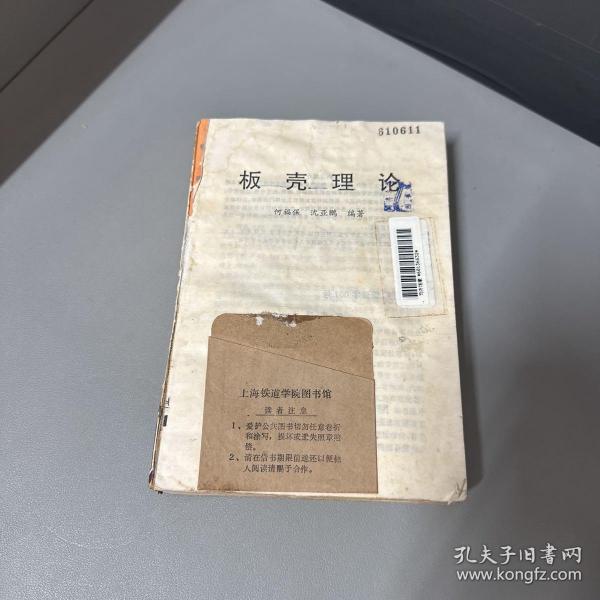 610611
板壳理论
何福保 沈亚鹏 编著
上海铁道学院图书馆
读者注意
1、爱护公共图书请勿任意卷折
和涂写,损坏或遗失照章赔
偿。
2、请在借书期限前送还以便他
人阅读请赐予合作。
孔夫子旧书网
www.kongfz.com